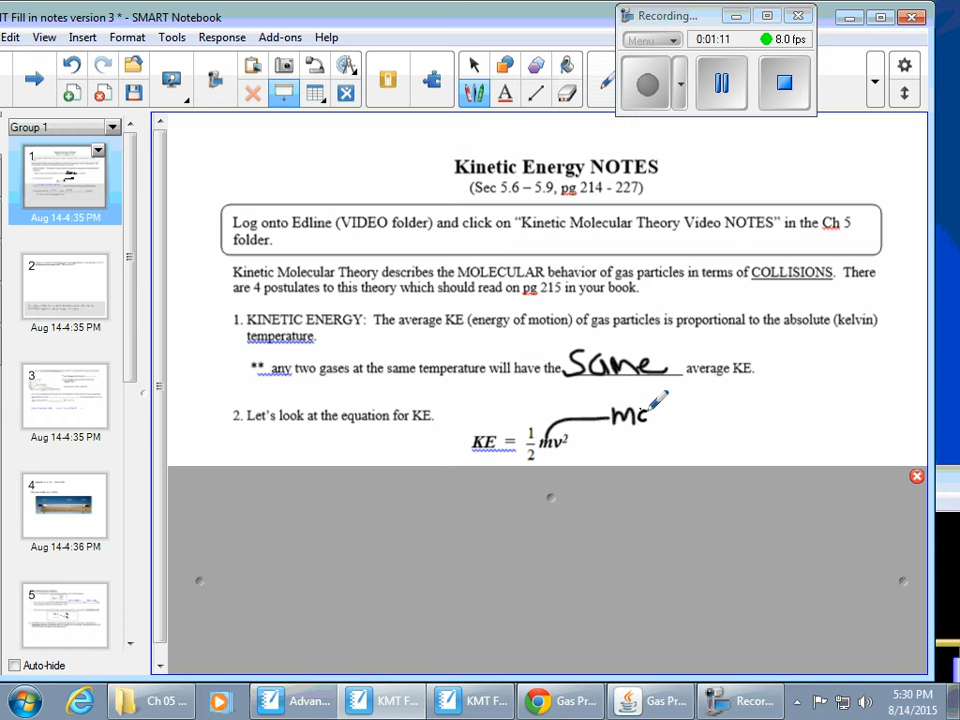 MT Fill in notes version 3 * - SMART Notebook
Recording...
Edit View Insert Format Tools Response Add-ons Help
Menu 0:01:11 8.0 fps
Group 1
1
Aug 14-4:35 PM
2
Aug 14-4:35 PM
3
Aug 14-4:35 PM
4
Aug 14-4:36 PM
5
Auto-hide
Kinetic Energy NOTES
(Sec 5.6 – 5.9, pg 214 - 227)
Log onto Edline (VIDEO folder) and click on “Kinetic Molecular Theory Video NOTES” in the Ch 5
folder.
Kinetic Molecular Theory describes the MOLECULAR behavior of gas particles in terms of COLLISIONS. There
are 4 postulates to this theory which should read on pg 215 in your book.
1. KINETIC ENERGY: The average KE (energy of motion) of gas particles is proportional to the absolute (kelvin)
temperature.
** any two gases at the same temperature will have the same average KE.
2. Let’s look at the equation for KE.
ma
KE = 1/2 mv²
Ch 05 ... Advan... KMT F... KMT F... Gas Pr... Gas Pr... Recor...
5:30 PM
8/14/2015